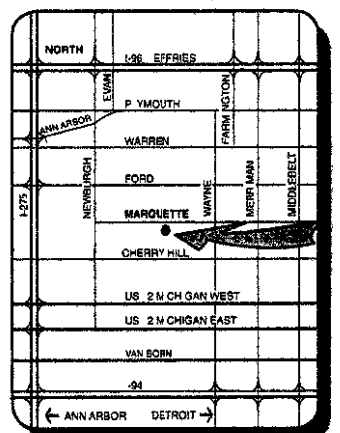 NORTH
I-96 EFFRIES
EVAN
P YMOUTH
ANN ARBOR
FARM NGTON
WARREN
FORD
I-275
NEWBURGH
WAYNE
MERR MAN
MIDDLEBELT
MARQUETTE
CHERRY HILL
US 2 M CH GAN WEST
US 2 M CHIGAN EAST
VAN BORN
-94
← ANN ARBOR DETROIT →